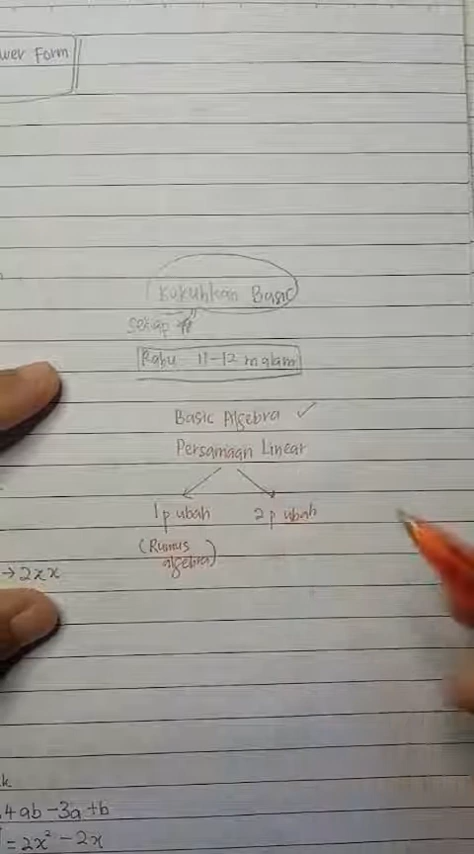 wer Form
Kukuhkan Basic
setiap
Rabu - 11-12 malam
Basic Algebra ✓
Persamaan Linear
1 p ubah 2 p ubah
(Rumus
algebra)
→ 2xx
k
4ab - 3a + b
= 2x² - 2x